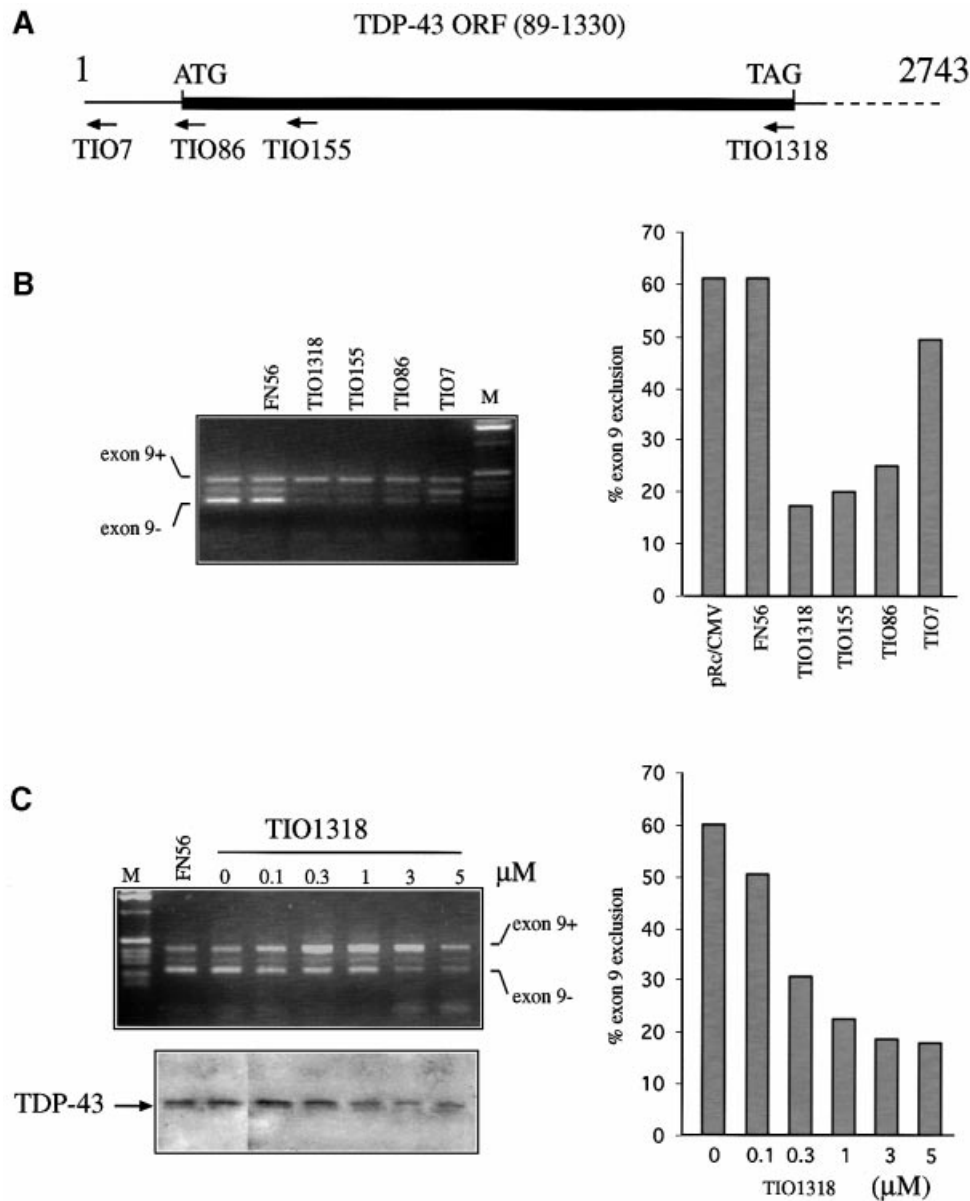 A
TDP-43 ORF (89-1330)
1
ATG
TAG
2743
TIO7
TIO86
TIO155
TIO1318
B
FN56
TIO1318
TIO155
TIO86
TIO7
M
exon 9+
exon 9-
70
60
50
40
30
20
10
0
% exon 9 exclusion
pRc/CMV
FN56
TIO1318
TIO155
TIO86
TIO7
C
TIO1318
M
FN56
0 0.1 0.3 1 3 5 μM
exon 9+
exon 9-
TDP-43
70
60
50
40
30
20
10
0
% exon 9 exclusion
0 0.1 0.3 1 3 5
TIO1318 (μM)